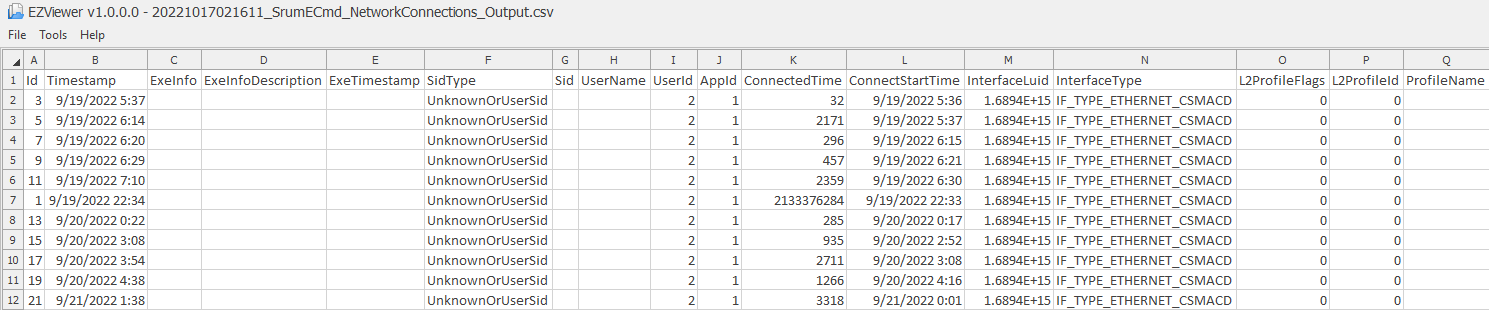 EZViewer v1.0.0.0 - 20221017021611_SrumECmd_NetworkConnections_Output.csv
File Tools Help
A B C D E F G H I J K L M N O P Q
1 Id Timestamp ExeInfo ExeInfoDescription ExeTimestamp SidType Sid UserName UserId AppId ConnectedTime ConnectStartTime InterfaceLuid InterfaceType L2ProfileFlags L2ProfileId ProfileName
2 3 9/19/2022 5:37 UnknownOrUserSid 2 1 32 9/19/2022 5:36 1.6894E+15 IF_TYPE_ETHERNET_CSMACD 0 0
3 5 9/19/2022 6:14 UnknownOrUserSid 2 1 2171 9/19/2022 5:37 1.6894E+15 IF_TYPE_ETHERNET_CSMACD 0 0
4 7 9/19/2022 6:20 UnknownOrUserSid 2 1 296 9/19/2022 6:15 1.6894E+15 IF_TYPE_ETHERNET_CSMACD 0 0
5 9 9/19/2022 6:29 UnknownOrUserSid 2 1 457 9/19/2022 6:21 1.6894E+15 IF_TYPE_ETHERNET_CSMACD 0 0
6 11 9/19/2022 7:10 UnknownOrUserSid 2 1 2359 9/19/2022 6:30 1.6894E+15 IF_TYPE_ETHERNET_CSMACD 0 0
7 1 9/19/2022 22:34 UnknownOrUserSid 2 1 2133376284 9/19/2022 22:33 1.6894E+15 IF_TYPE_ETHERNET_CSMACD 0 0
8 13 9/20/2022 0:22 UnknownOrUserSid 2 1 285 9/20/2022 0:17 1.6894E+15 IF_TYPE_ETHERNET_CSMACD 0 0
9 15 9/20/2022 3:08 UnknownOrUserSid 2 1 935 9/20/2022 2:52 1.6894E+15 IF_TYPE_ETHERNET_CSMACD 0 0
10 17 9/20/2022 3:54 UnknownOrUserSid 2 1 2711 9/20/2022 3:08 1.6894E+15 IF_TYPE_ETHERNET_CSMACD 0 0
11 19 9/20/2022 4:38 UnknownOrUserSid 2 1 1266 9/20/2022 4:16 1.6894E+15 IF_TYPE_ETHERNET_CSMACD 0 0
12 21 9/21/2022 1:38 UnknownOrUserSid 2 1 3318 9/21/2022 0:01 1.6894E+15 IF_TYPE_ETHERNET_CSMACD 0 0